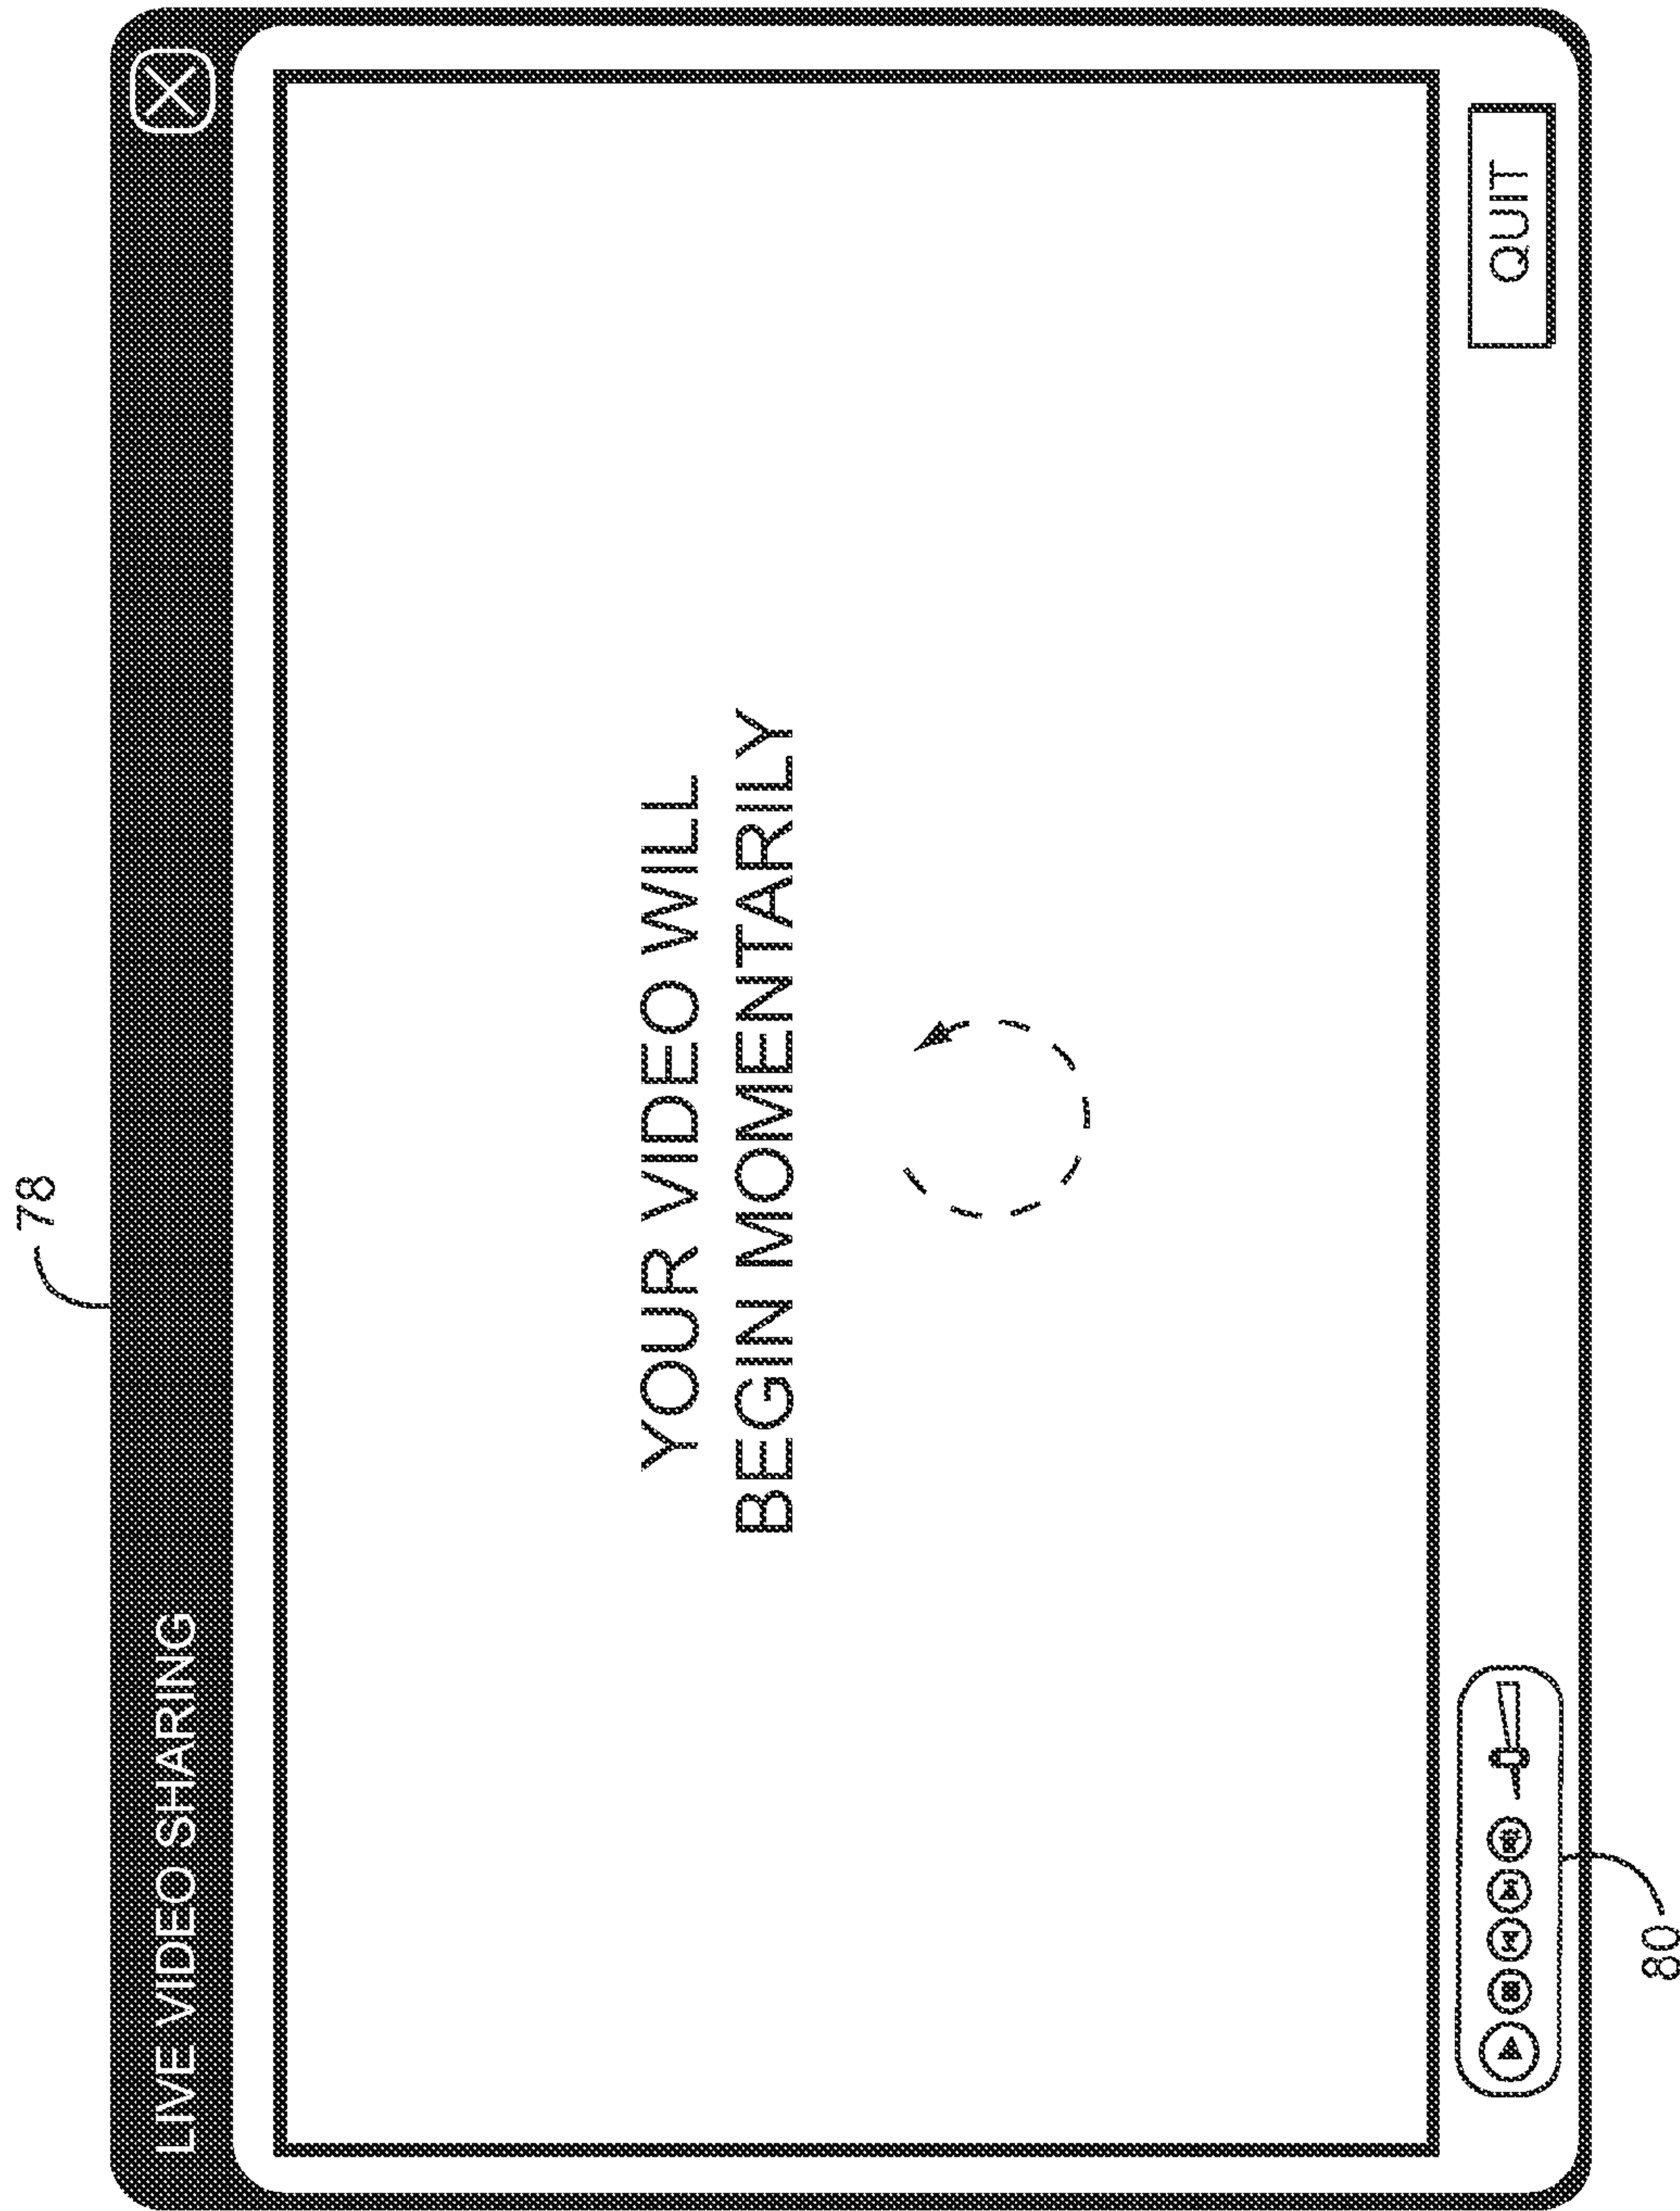 78
LIVE VIDEO SHARING
YOUR VIDEO WILL
BEGIN MOMENTARILY
QUIT
80